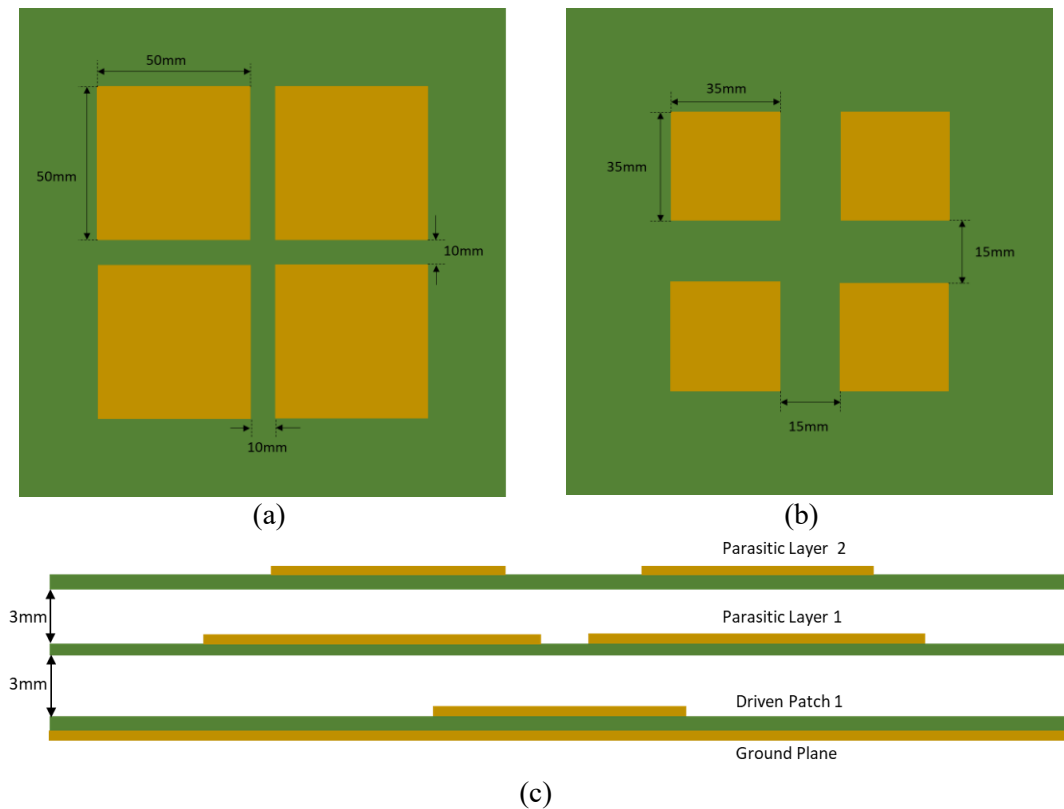 50mm
50mm
10mm
10mm
(a)
35mm
35mm
15mm
15mm
(b)
Parasitic Layer 2
3mm
Parasitic Layer 1
3mm
Driven Patch 1
Ground Plane
(c)